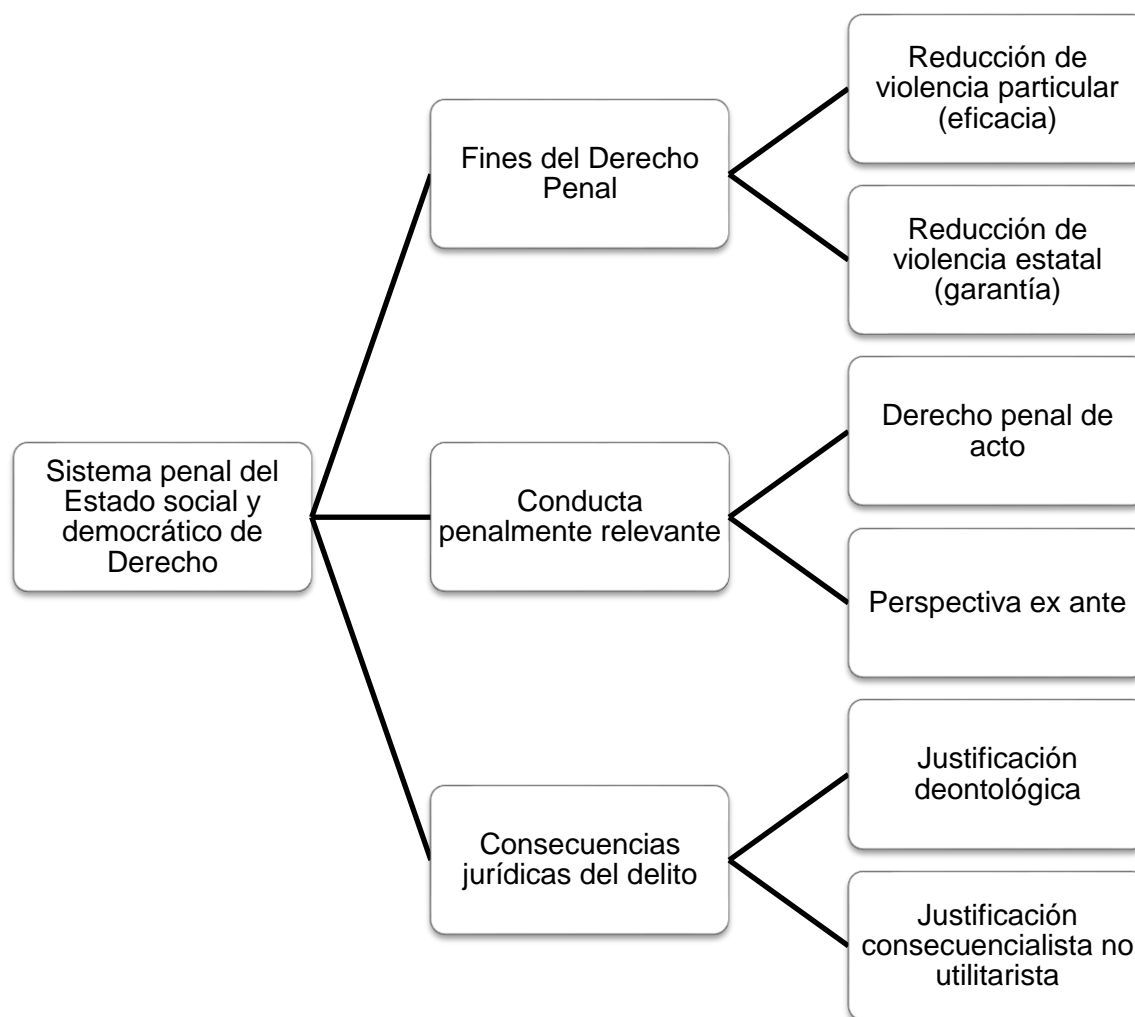 Sistema penal del
Estado social y
democrático de
Derecho
Fines del Derecho
Penal
Reducción de
violencia particular
(eficacia)
Reducción de
violencia estatal
(garantía)
Conducta
penalmente relevante
Derecho penal de
acto
Perspectiva ex ante
Consecuencias
jurídicas del delito
Justificación
deontológica
Justificación
consecuencialista no
utilitarista